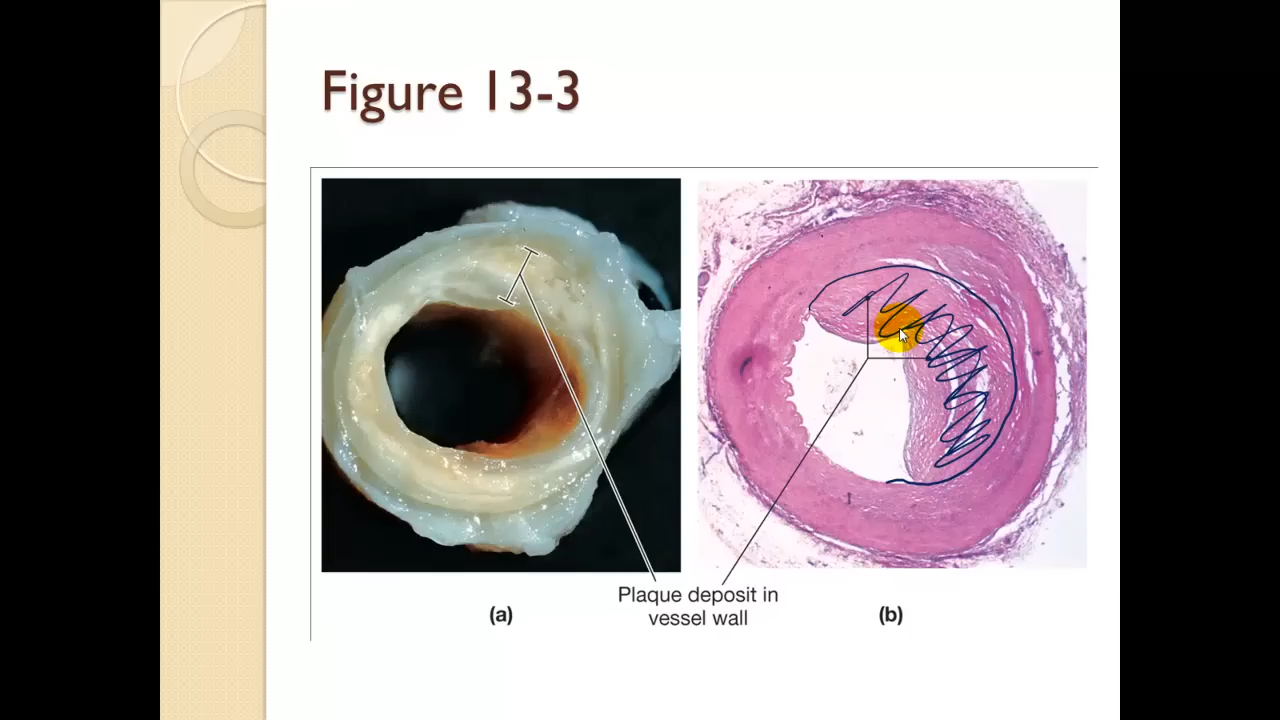 Figure 13-3
Plaque deposit in
vessel wall
(a)
(b)